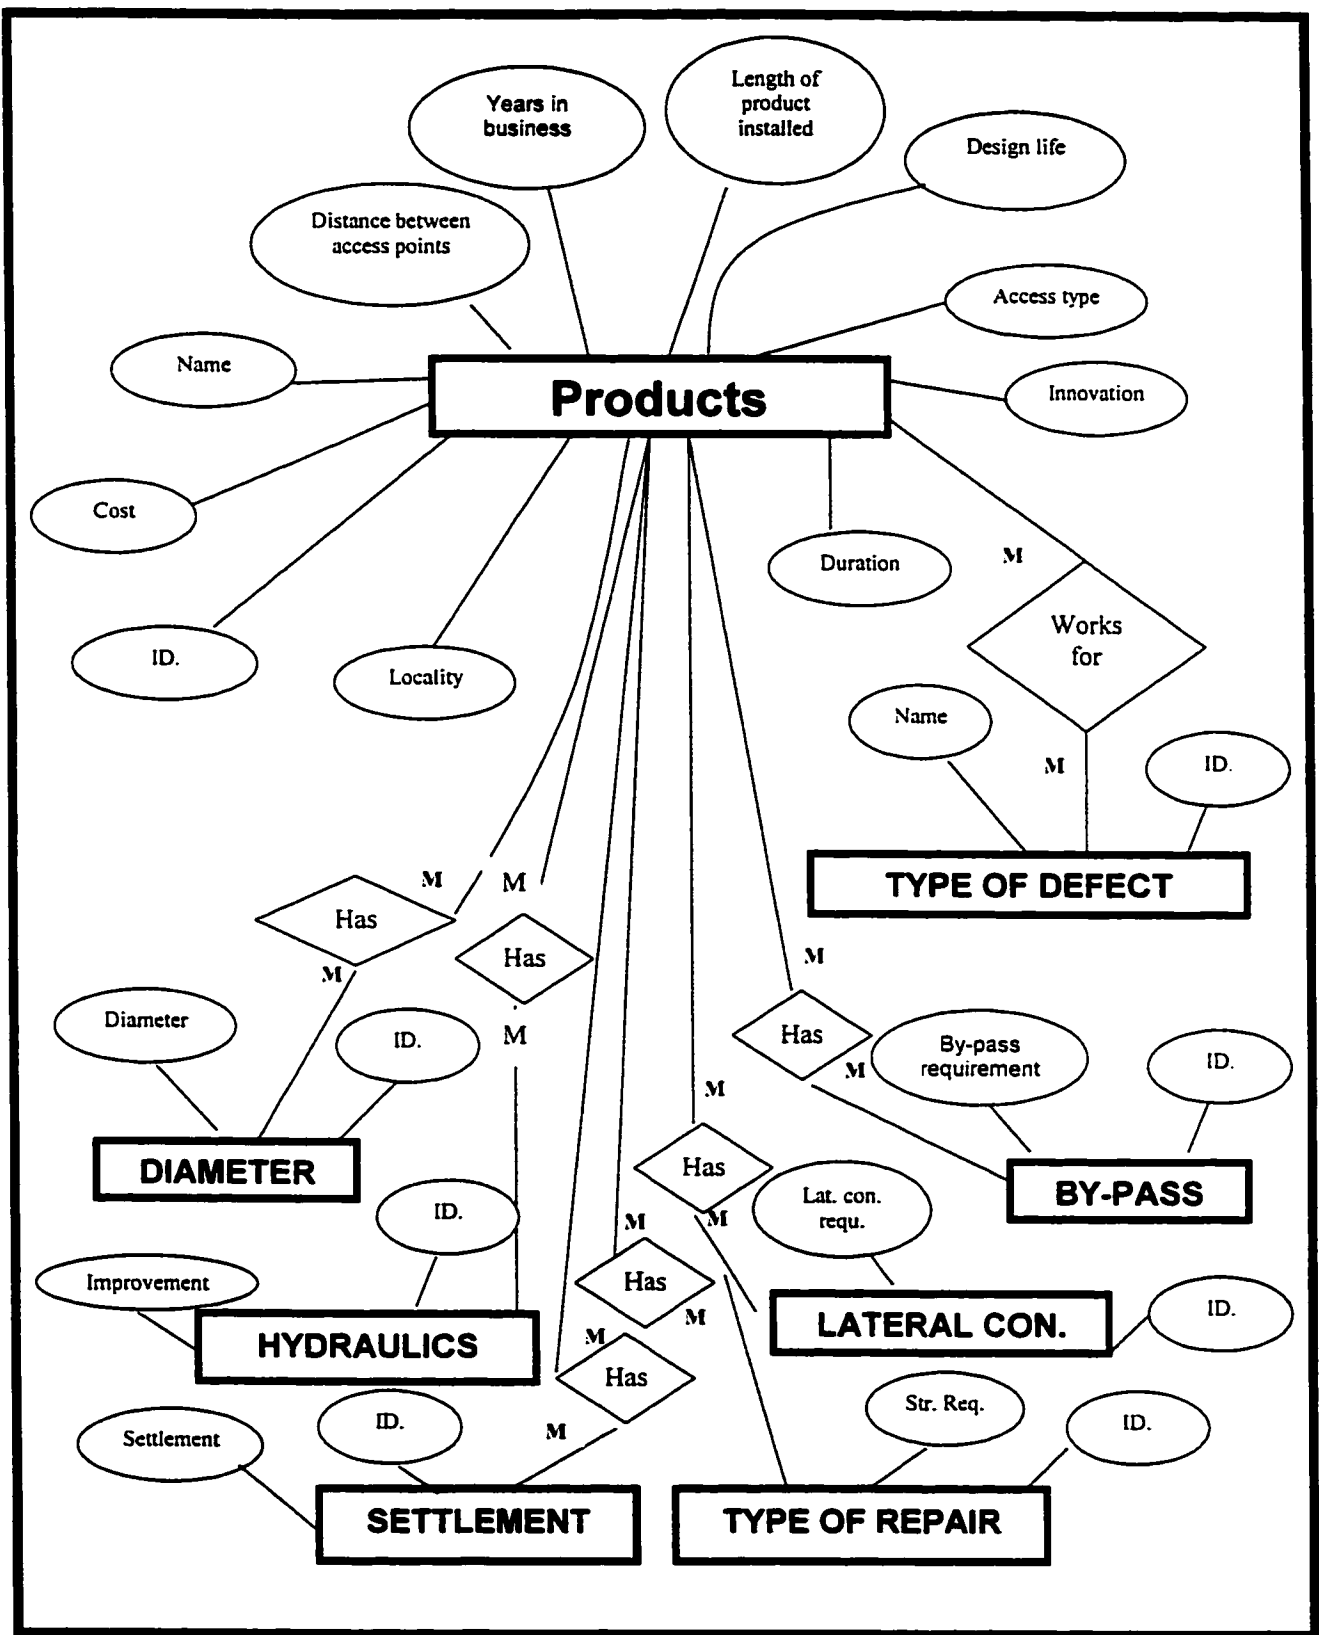 Years in
business
Length of
product
installed
Design life
Distance between
access points
Access type
Name
Innovation
Products
Cost
Duration
M
Works
for
ID.
Locality
Name
M
ID.
TYPE OF DEFECT
M
M
Has
M
Has
M
M
Has
M
Diameter
ID.
M
By-pass
requirement
ID.
M
DIAMETER
Has
BY-PASS
Lat. con.
requ.
M
ID.
M
Has
M
Improvement
HYDRAULICS
LATERAL CON.
ID.
M
Has
M
Settlement
ID.
Str. Req.
ID.
SETTLEMENT
TYPE OF REPAIR